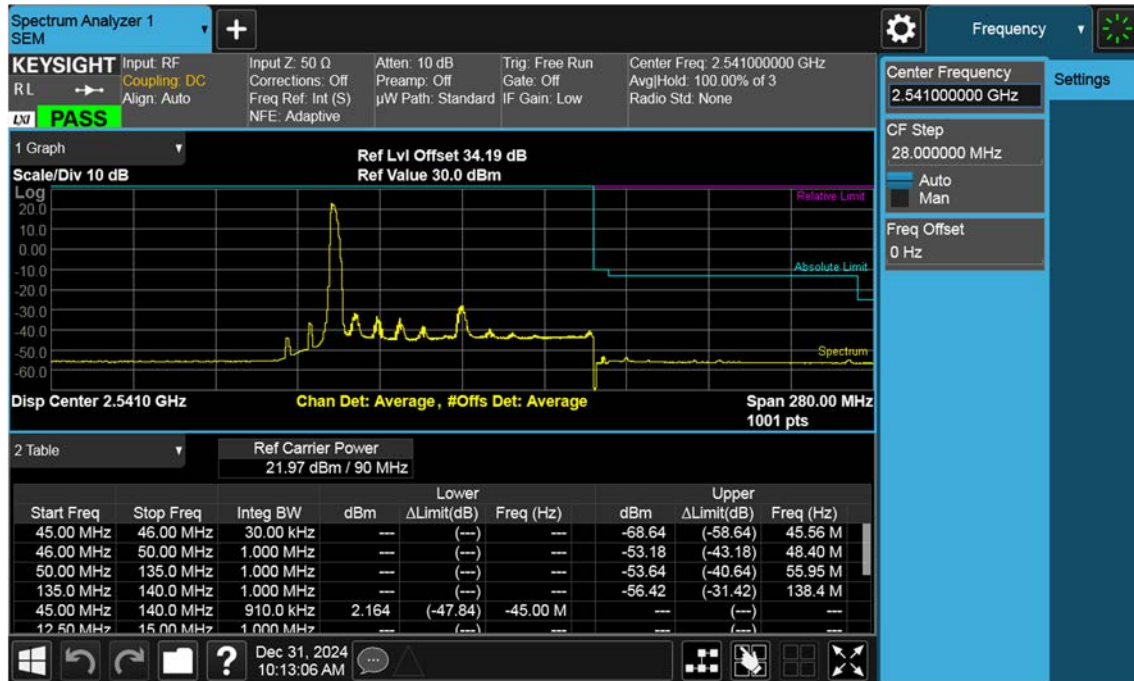 Spectrum Analyzer 1
SEM
+
Frequency
KEYSIGHT
RL
LXI PASS
Input: RF
Coupling: DC
Align: Auto
Input Z: 50 Ω
Corrections: Off
Freq Ref: Int (S)
NFE: Adaptive
Atten: 10 dB
Preamp: Off
µW Path: Standard
Trig: Free Run
Gate: Off
IF Gain: Low
Center Freq: 2.541000000 GHz
Avg|Hold: 100.00% of 3
Radio Std: None
Center Frequency
2.541000000 GHz
Settings
CF Step
28.000000 MHz
Auto
Man
Freq Offset
0 Hz
1 Graph
Scale/Div 10 dB
Ref Lvl Offset 34.19 dB
Ref Value 30.0 dBm
Log
20.0
10.0
0.00
-10.0
-20.0
-30.0
-40.0
-50.0
-60.0
Relative Limit
Absolute Limit
Spectrum
Disp Center 2.5410 GHz
Chan Det: Average, #Offs Det: Average
Span 280.00 MHz
1001 pts
2 Table
Ref Carrier Power
21.97 dBm / 90 MHz
Lower Upper
Start Freq Stop Freq Integ BW dBm ΔLimit(dB) Freq (Hz) dBm ΔLimit(dB) Freq (Hz)
45.00 MHz 46.00 MHz 30.00 kHz --- (---) --- -68.64 (-58.64) 45.56 M
46.00 MHz 50.00 MHz 1.000 MHz --- (---) --- -53.18 (-43.18) 48.40 M
50.00 MHz 135.0 MHz 1.000 MHz --- (---) --- -53.64 (-40.64) 55.95 M
135.0 MHz 140.0 MHz 1.000 MHz --- (---) --- -56.42 (-31.42) 138.4 M
45.00 MHz 140.0 MHz 910.0 kHz 2.164 (-47.84) -45.00 M --- (---) ---
12.50 MHz 15.00 MHz 1.000 MHz --- (---) --- --- (---) ---
?
Dec 31, 2024
10:13:06 AM